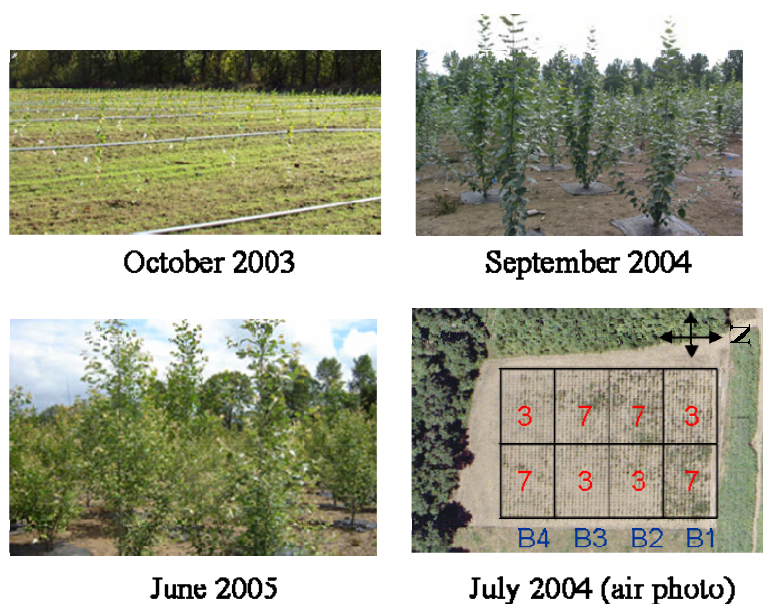 October 2003
September 2004
N
3 7 7 3
7 3 3 7
B4 B3 B2 B1
June 2005
July 2004 (air photo)